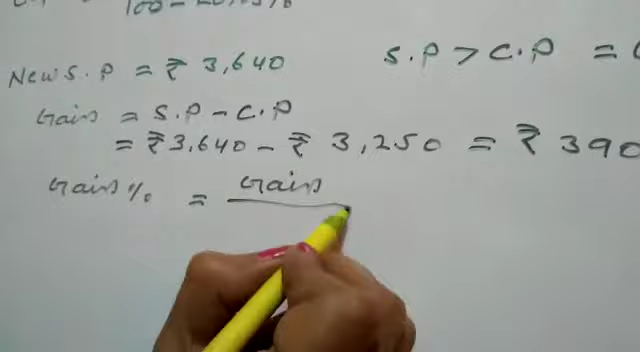 New S.P = ₹ 3,640
S.P > C.P =
Gain = S.P - C.P
= ₹ 3,640 - ₹ 3,250 = ₹ 390
Gain % = Gain